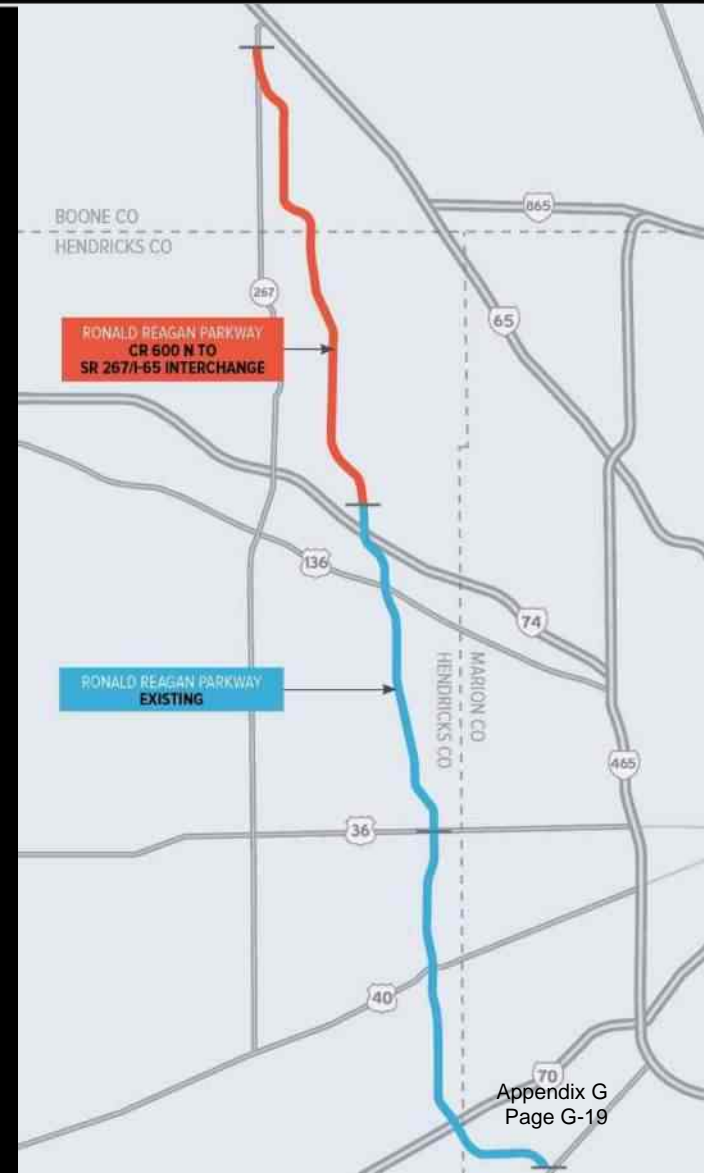 865
BOONE CO
HENDRICKS CO
267
65
RONALD REAGAN PARKWAY
CR 600 N TO
SR 267/I-65 INTERCHANGE
136
74
MARION CO
HENDRICKS CO
RONALD REAGAN PARKWAY
EXISTING
465
36
40
70
Appendix G
Page G-19